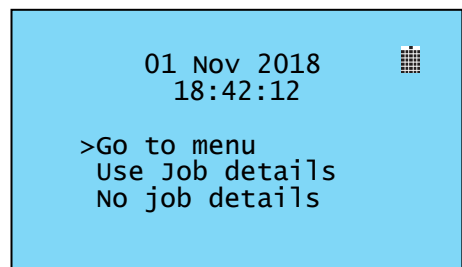 01 Nov 2018
18:42:12
>Go to menu
Use Job details
No job details